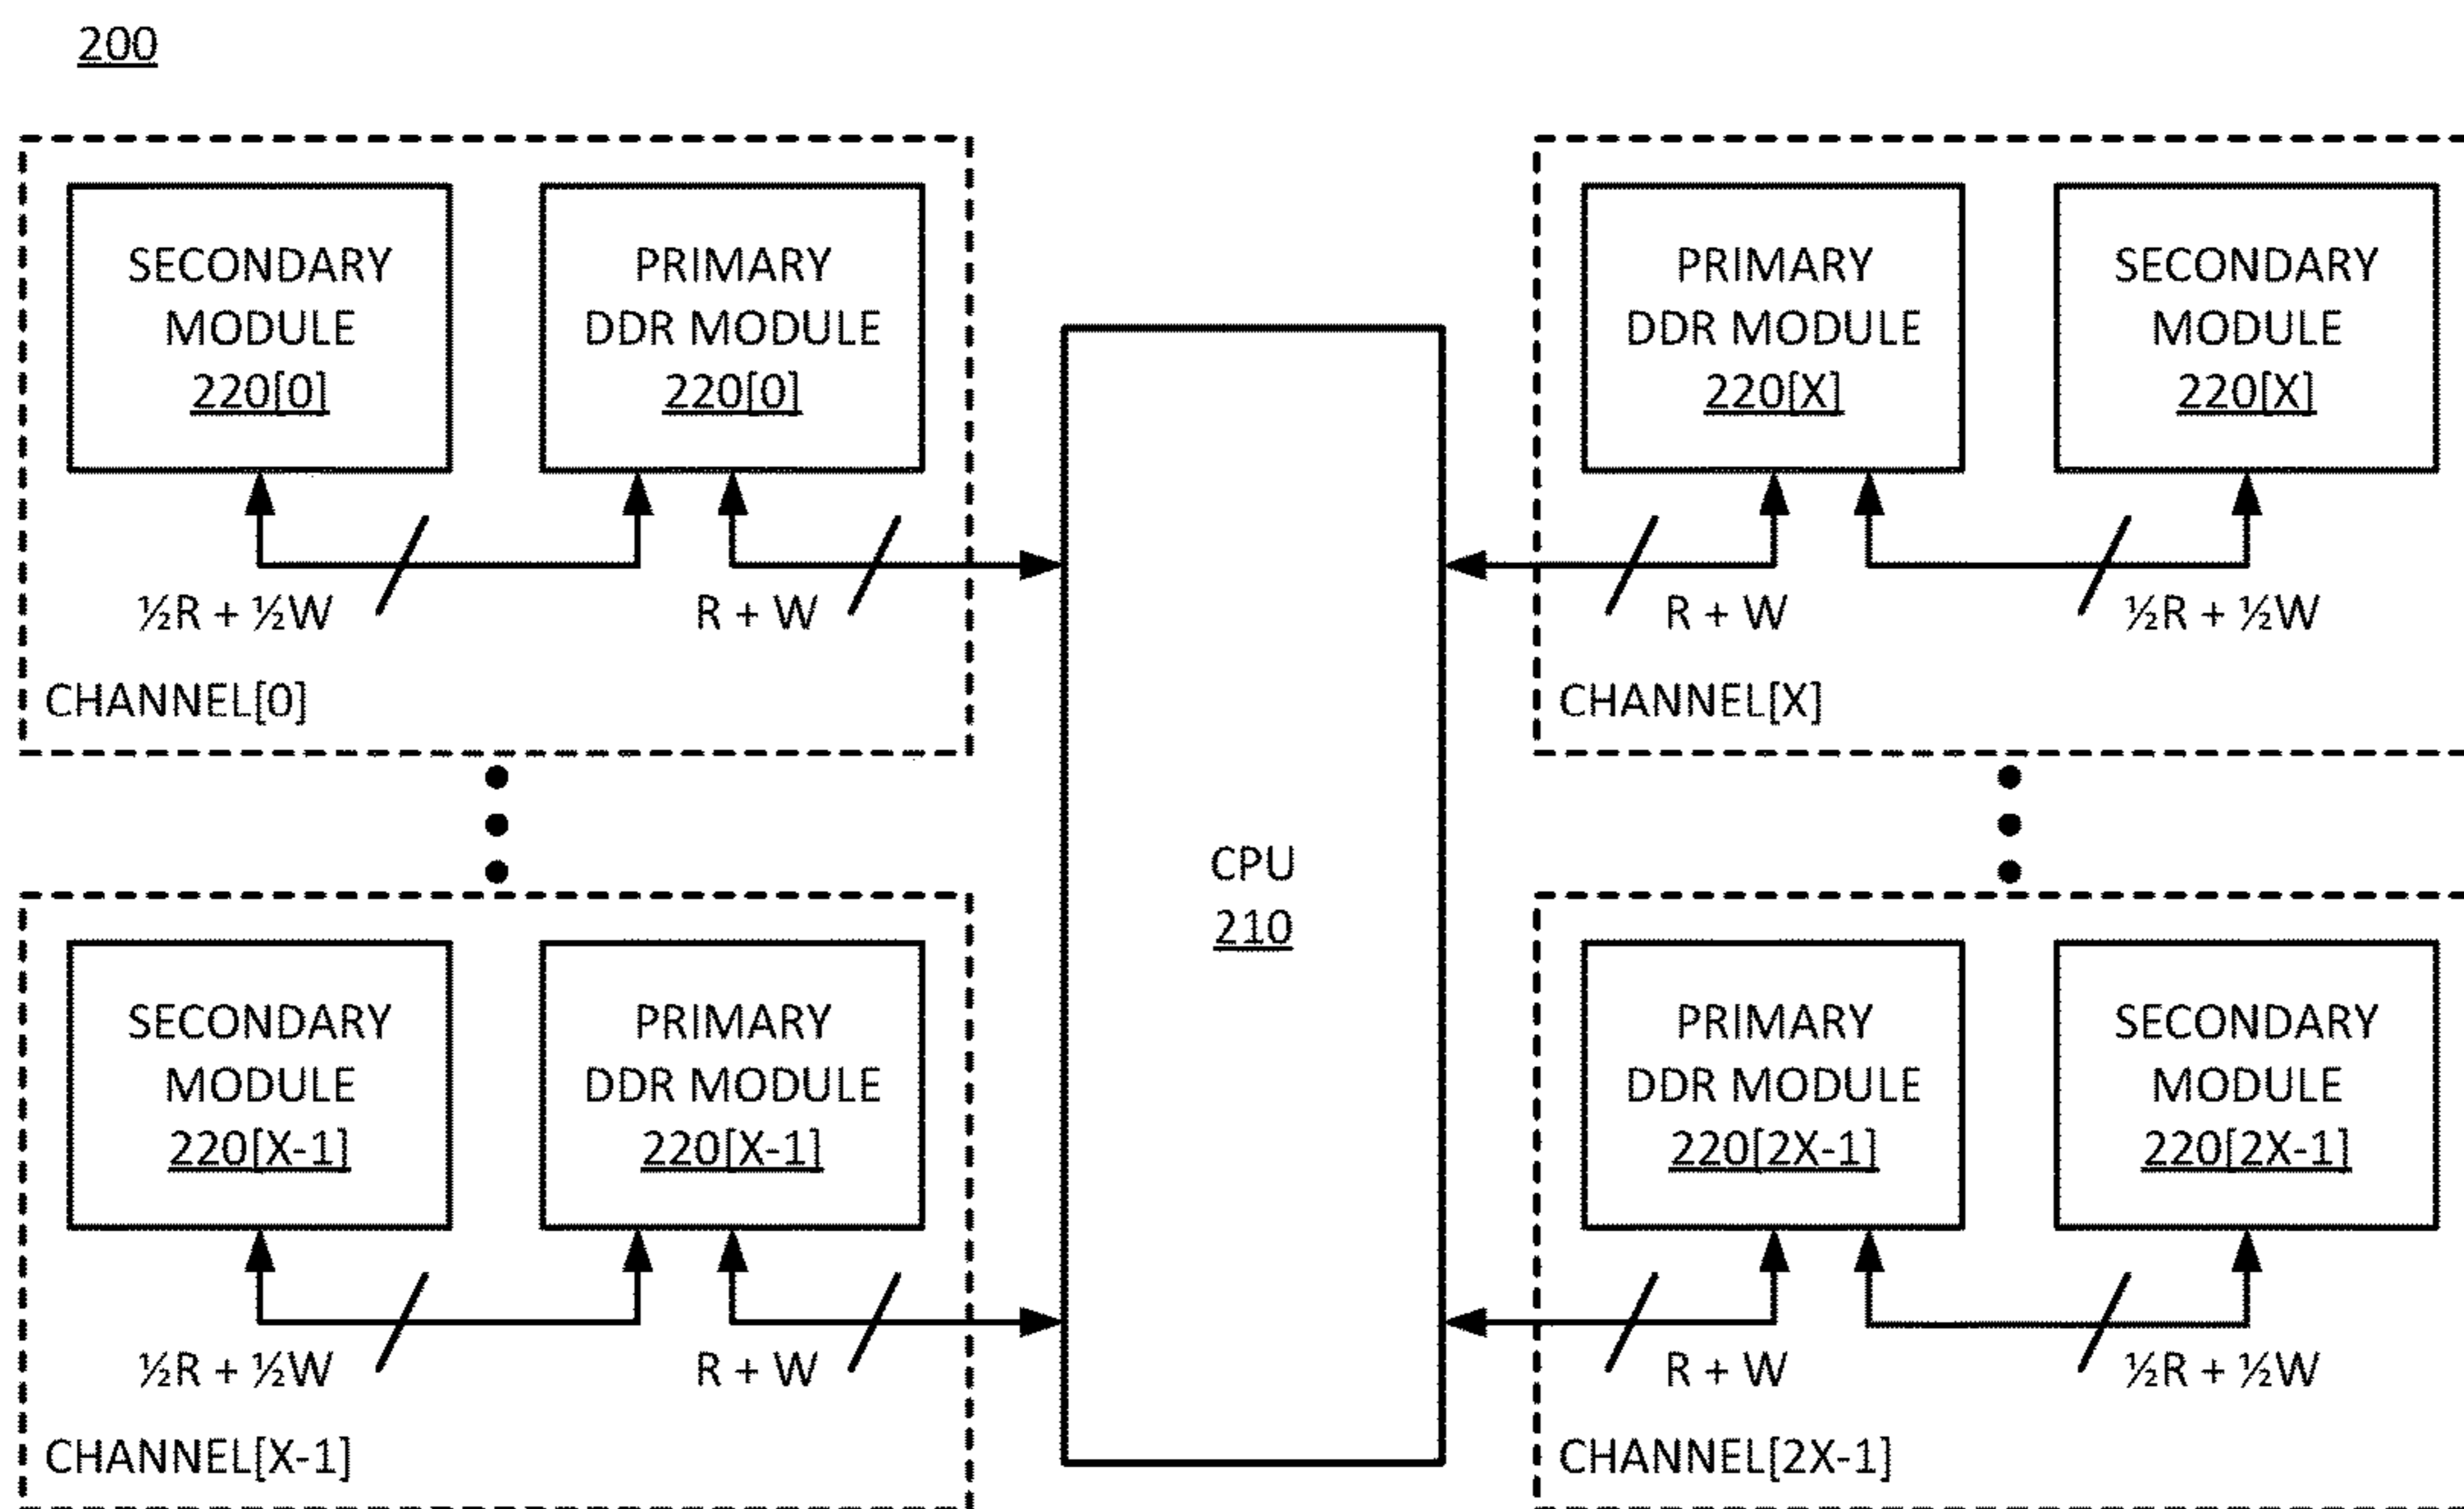 200
SECONDARY
MODULE
220[0]
PRIMARY
DDR MODULE
220[0]
½R + ½W
R + W
CHANNEL[0]
PRIMARY
DDR MODULE
220[X]
SECONDARY
MODULE
220[X]
R + W
½R + ½W
CHANNEL[X]
CPU
210
SECONDARY
MODULE
220[X-1]
PRIMARY
DDR MODULE
220[X-1]
½R + ½W
R + W
CHANNEL[X-1]
PRIMARY
DDR MODULE
220[2X-1]
SECONDARY
MODULE
220[2X-1]
R + W
½R + ½W
CHANNEL[2X-1]